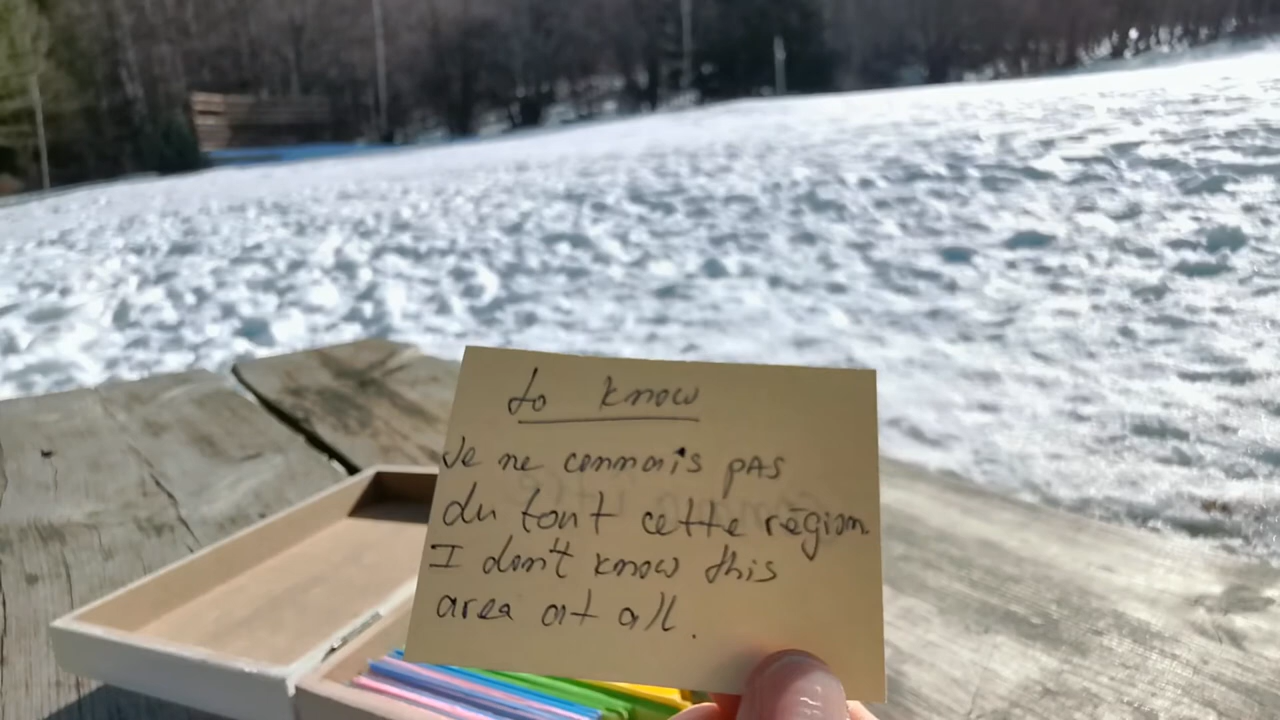 to know
Je ne connais pas
du tout cette région
I don't know this
area at all.